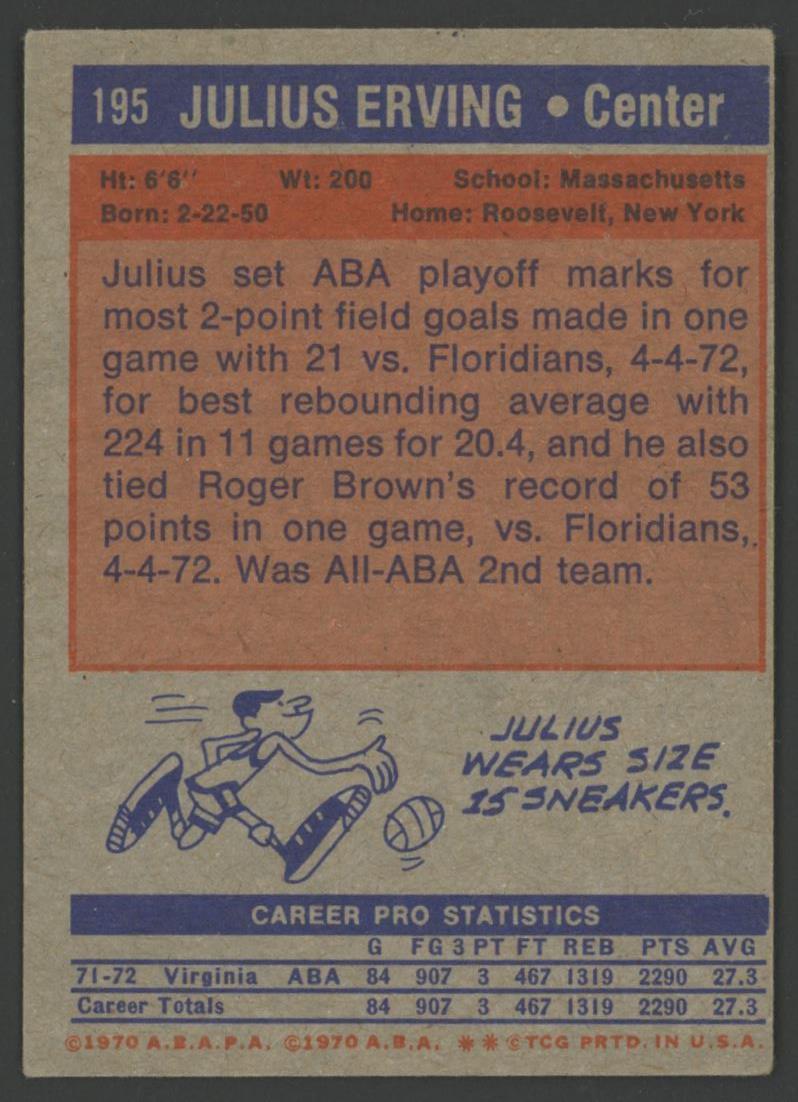 195 JULIUS ERVING • Center
Ht: 6'6'' Wt: 200 School: Massachusetts
Born: 2-22-50 Home: Roosevelt, New York
Julius set ABA playoff marks for
most 2-point field goals made in one
game with 21 vs. Floridians, 4-4-72,
for best rebounding average with
224 in 11 games for 20.4, and he also
tied Roger Brown's record of 53
points in one game, vs. Floridians,.
4-4-72. Was All-ABA 2nd team.
JULIUS
WEARS SIZE
15 SNEAKERS.
CAREER PRO STATISTICS
G FG 3 PT FT REB PTS AVG
71-72 Virginia ABA 84 907 3 467 1319 2290 27.3
Career Totals 84 907 3 467 1319 2290 27.3
©1970 A.B.A.P.A. ©1970 A.B.A. ** ©TCG PRTD. IN U.S.A.